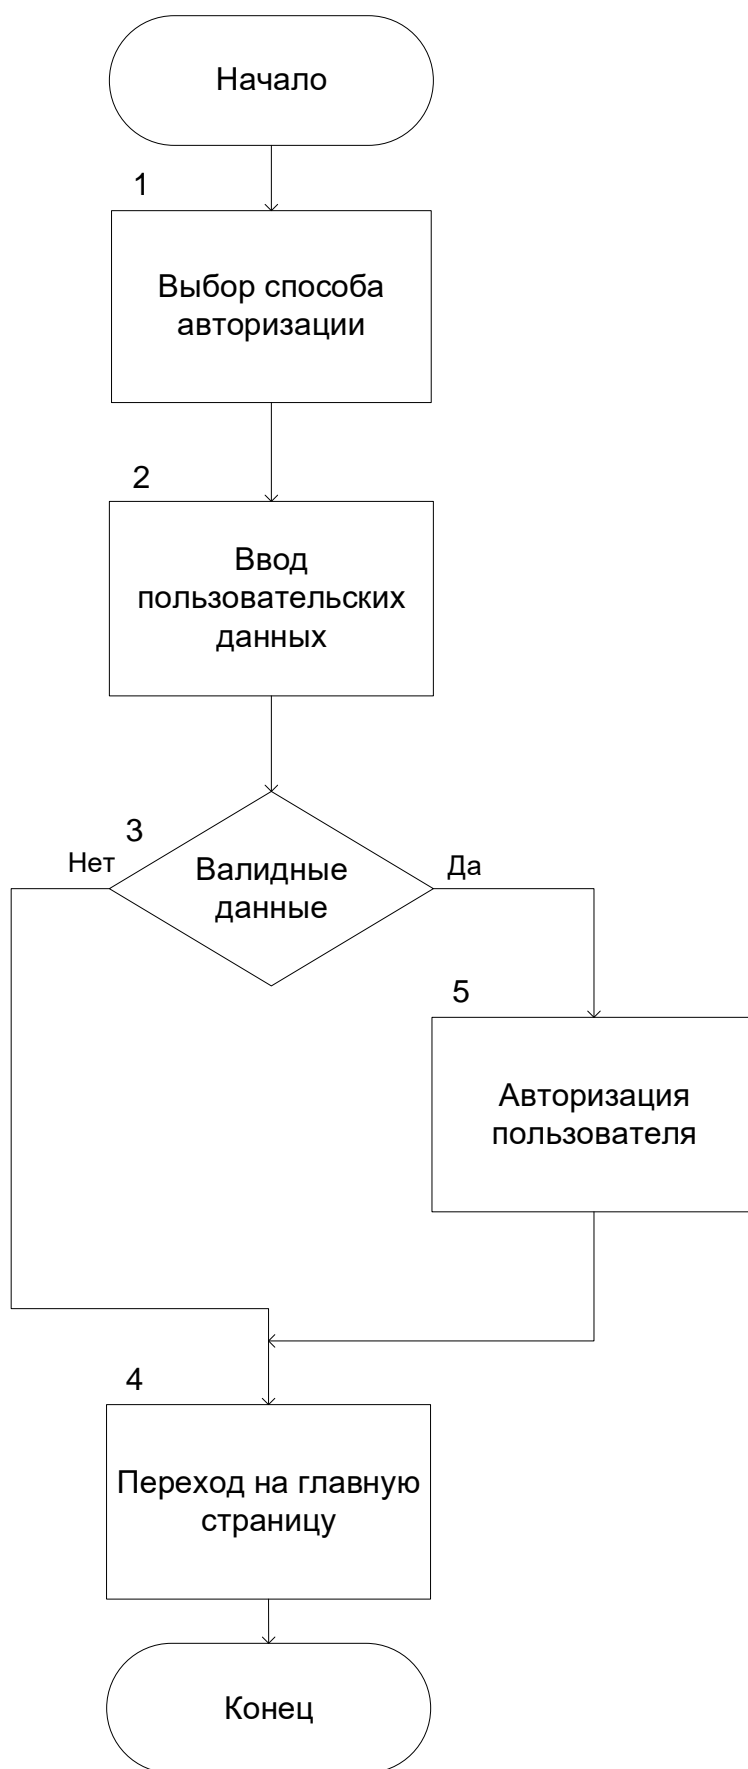 Начало
1
Выбор способа
авторизации
2
Ввод
пользовательских
данных
3
Нет
Валидные
данные
Да
5
Авторизация
пользователя
4
Переход на главную
страницу
Конец